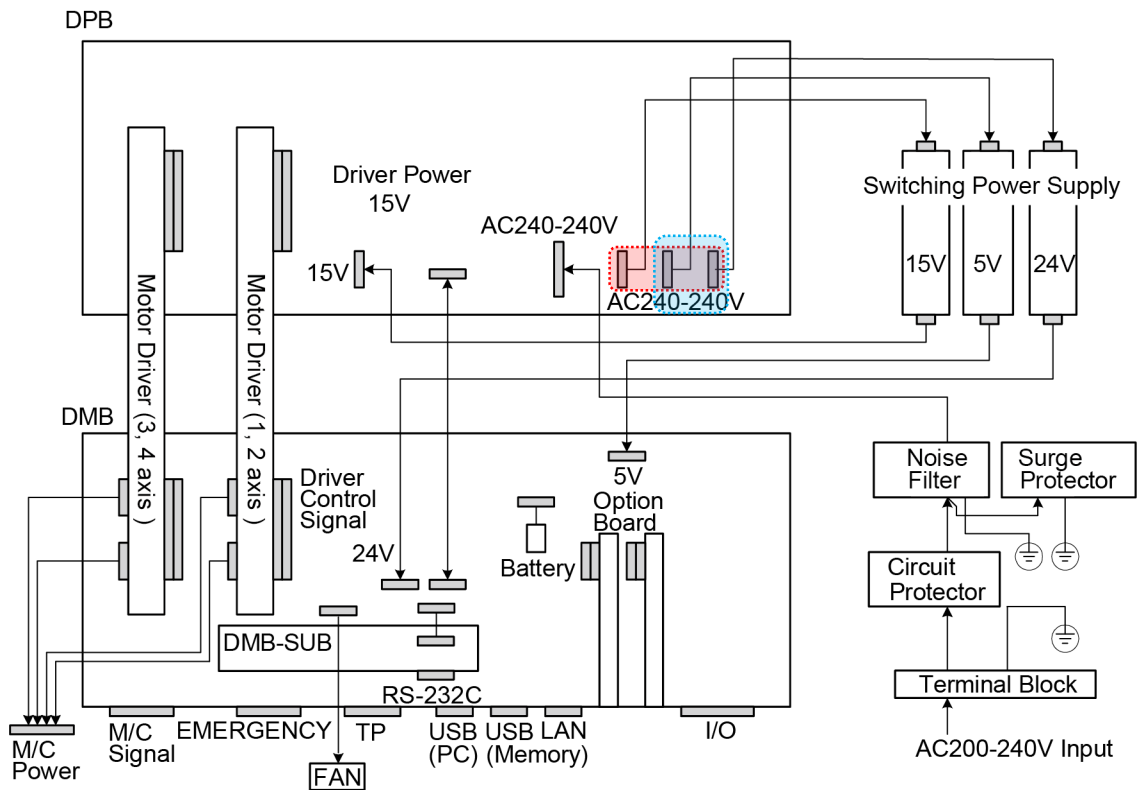 DPB
Driver Power
15V
AC240-240V
15V
AC240-240V
Switching Power Supply
15V
5V
24V
Motor Driver (3, 4 axis )
Motor Driver (1, 2 axis )
DMB
Driver
Control
Signal
24V
5V
Option
Board
Battery
DMB-SUB
RS-232C
M/C
Power
M/C
Signal
EMERGENCY
TP
USB
(PC)
USB
(Memory)
LAN
I/O
FAN
Noise
Filter
Surge
Protector
Circuit
Protector
Terminal Block
AC200-240V Input